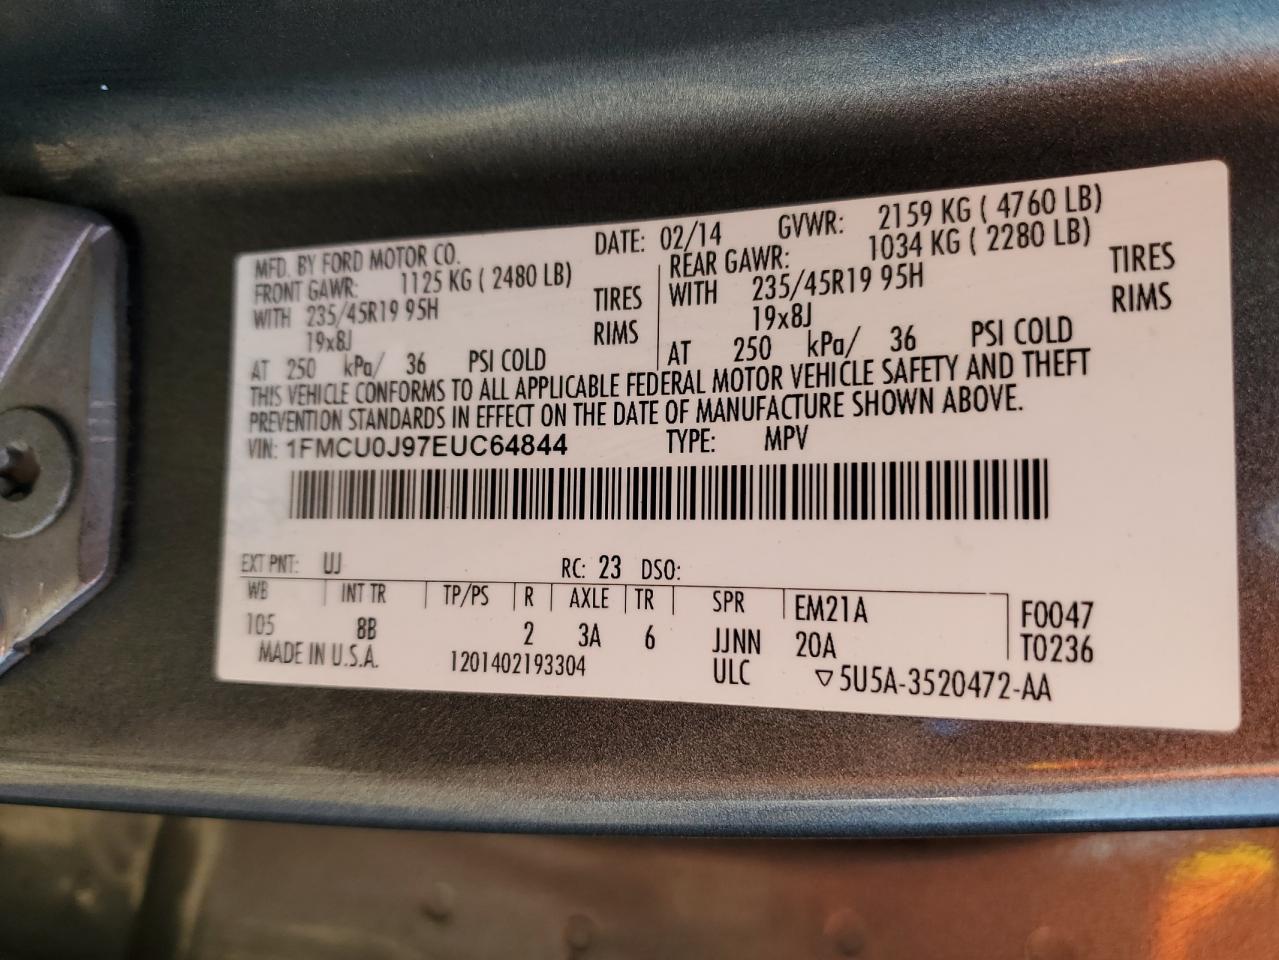 MFD. BY FORD MOTOR CO. DATE: 02/14 GVWR: 2159 KG ( 4760 LB)
FRONT GAWR: 1125 KG ( 2480 LB) REAR GAWR: 1034 KG ( 2280 LB)
WITH 235/45R19 95H TIRES WITH 235/45R19 95H TIRES
19x8J RIMS 19x8J RIMS
AT 250 kPa/ 36 PSI COLD AT 250 kPa/ 36 PSI COLD
THIS VEHICLE CONFORMS TO ALL APPLICABLE FEDERAL MOTOR VEHICLE SAFETY AND THEFT
PREVENTION STANDARDS IN EFFECT ON THE DATE OF MANUFACTURE SHOWN ABOVE.
VIN: 1FMCU0J97EUC64844 TYPE: MPV
EXT PNT: UJ RC: 23 DSO:
WB INT TR TP/PS R AXLE TR SPR EM21A F0047
105 8B 2 3A 6 JJNN 20A T0236
MADE IN U.S.A. 1201402193304 ULC ▽5U5A-3520472-AA